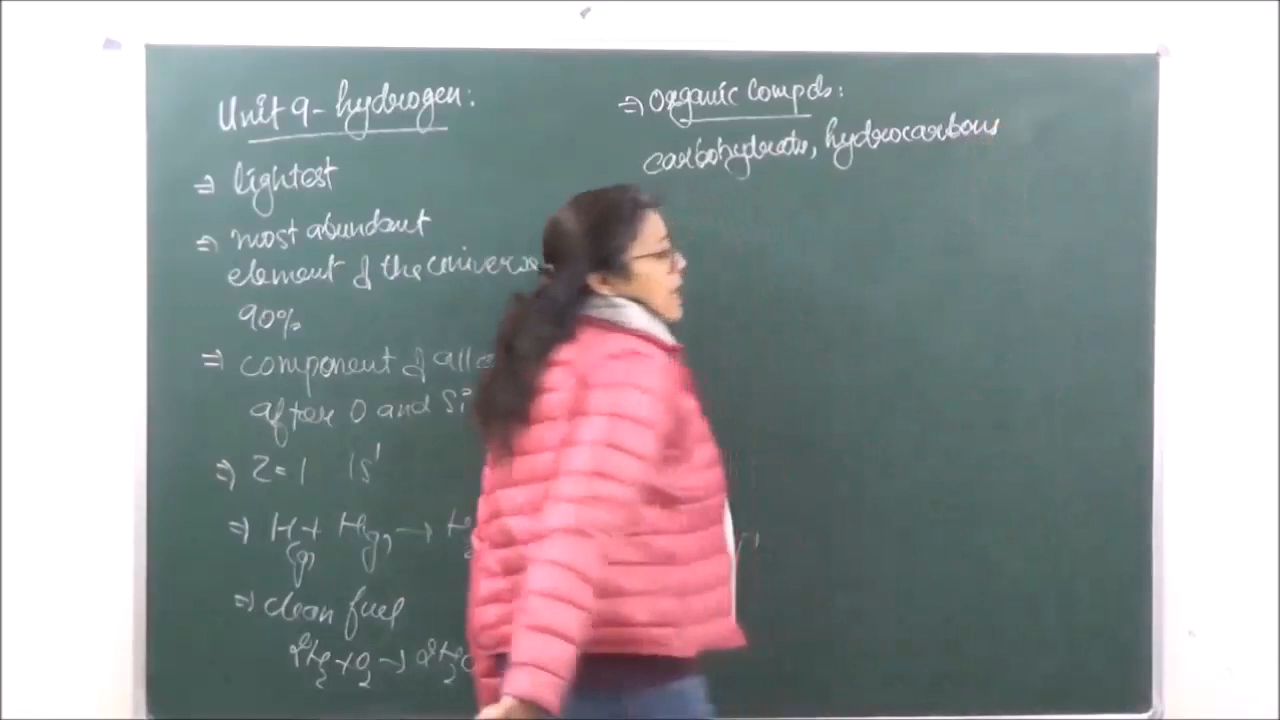 Unit 9 - hydrogen:
⇒ lightest
⇒ most abundant
element of the universe
90%
⇒ component of all
after O and Si
⇒ Z = 1 1s¹
⇒ H(g) + H(g) → H₂
⇒ clean fuel
2H₂ + O₂ → 2H₂O
⇒ Organic Compds:
carbohydrate, hydrocarbons